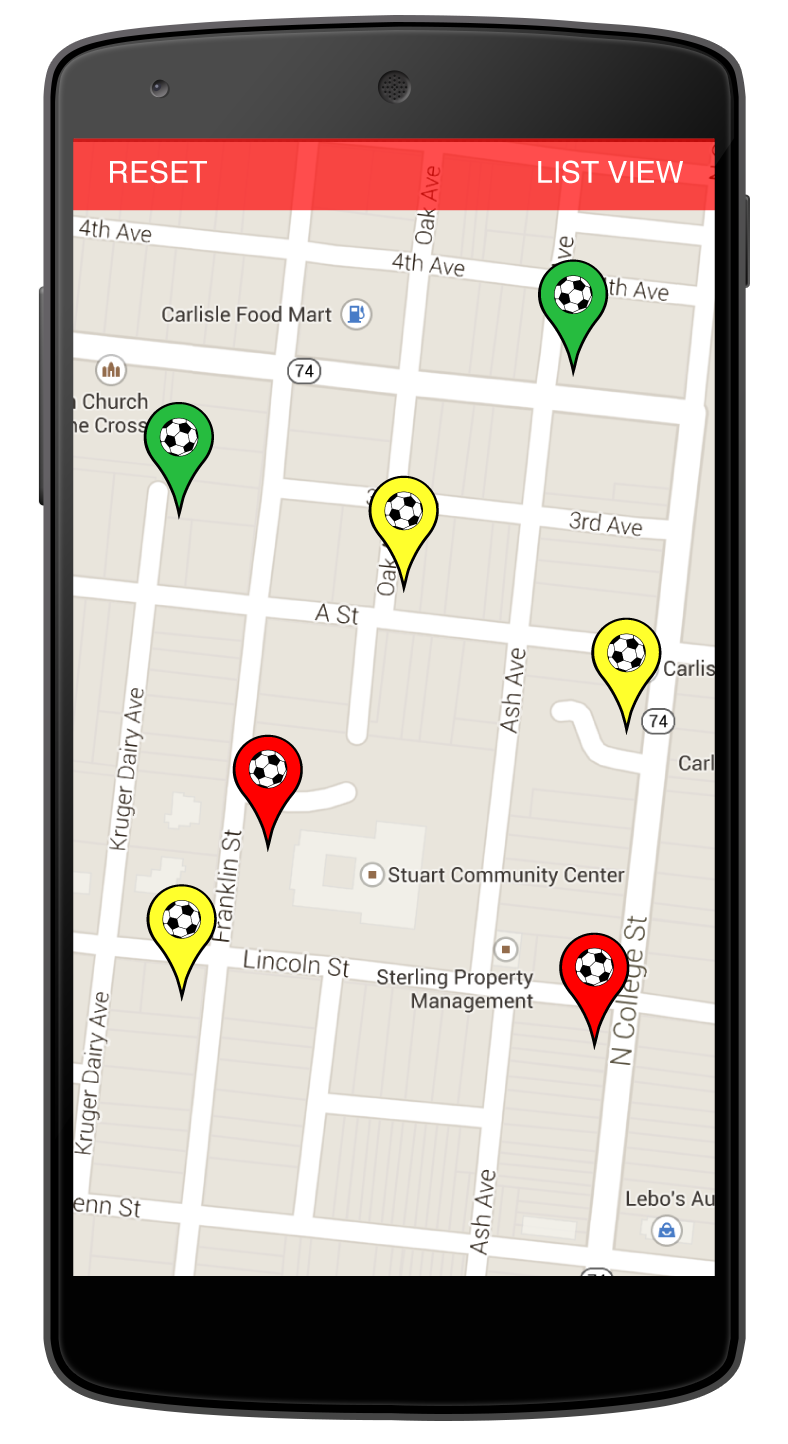 RESET
LIST VIEW
Oak Ave
4th Ave
4th Ave
Ave
th Ave
Carlisle Food Mart
74
Church
ne Cross
3rd Ave
Oak
A St
Carlis
Ash Ave
74
Kruger Dairy Ave
Carl
Franklin St
Stuart Community Center
Lincoln St
Sterling Property
Management
N College St
Kruger Dairy Ave
Ash Ave
enn St
Lebo's Au